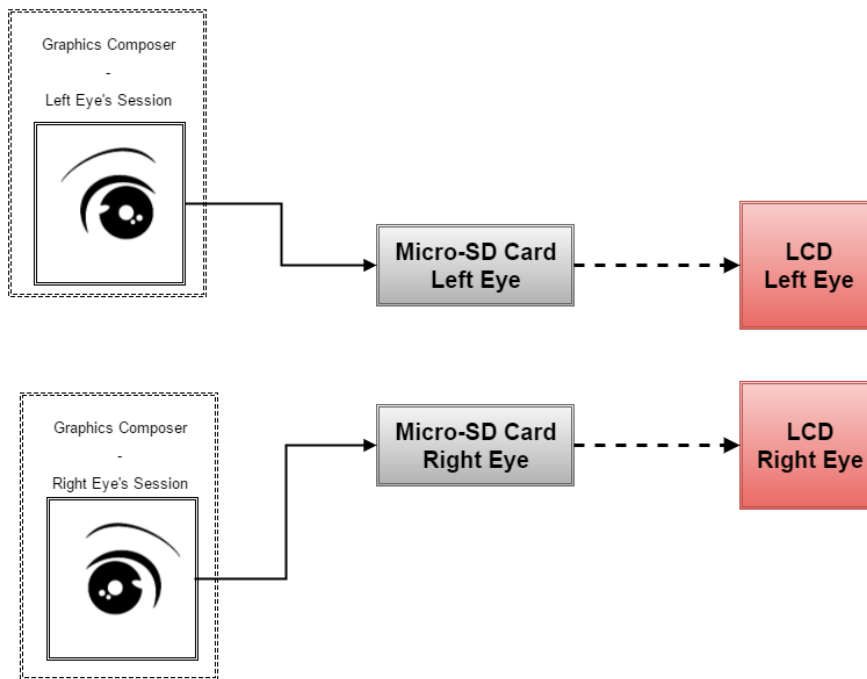 Graphics Composer
-
Left Eye's Session
Micro-SD Card
Left Eye
LCD
Left Eye
Graphics Composer
-
Right Eye's Session
Micro-SD Card
Right Eye
LCD
Right Eye